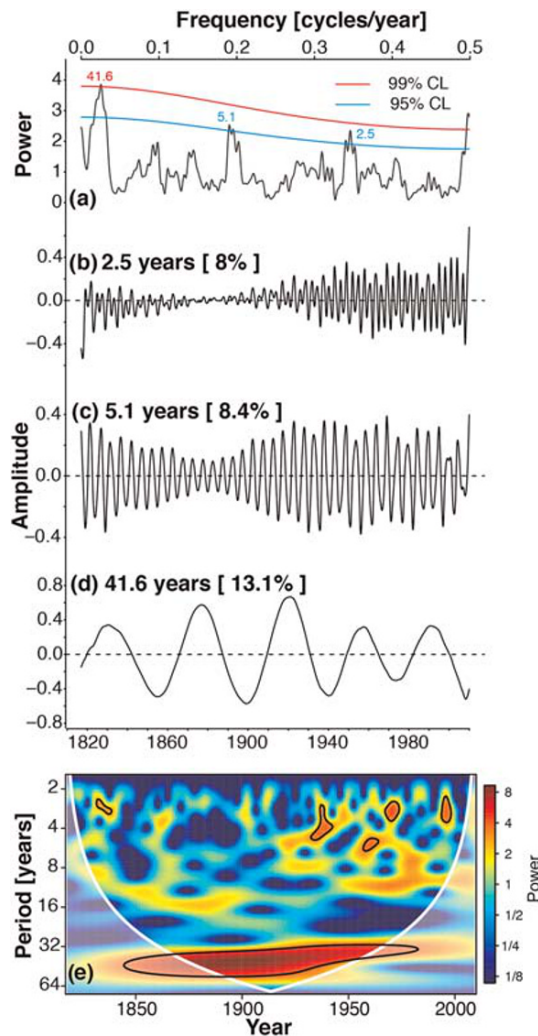 Frequency [cycles/year]
0.0 0.1 0.2 0.3 0.4 0.5
Power
4
3
2
1
0
41.6
5.1
2.5
99% CL
95% CL
(a)
(b) 2.5 years [ 8% ]
0.4
0.0
−0.4
(c) 5.1 years [ 8.4% ]
Amplitude
0.4
0.0
−0.4
(d) 41.6 years [ 13.1% ]
0.8
0.4
0.0
−0.4
−0.8
1820 1860 1900 1940 1980
Period [years]
2
4
8
16
32
64
(e)
1850 1900 1950 2000
Year
8
4
2
1
1/2
1/4
1/8
Power